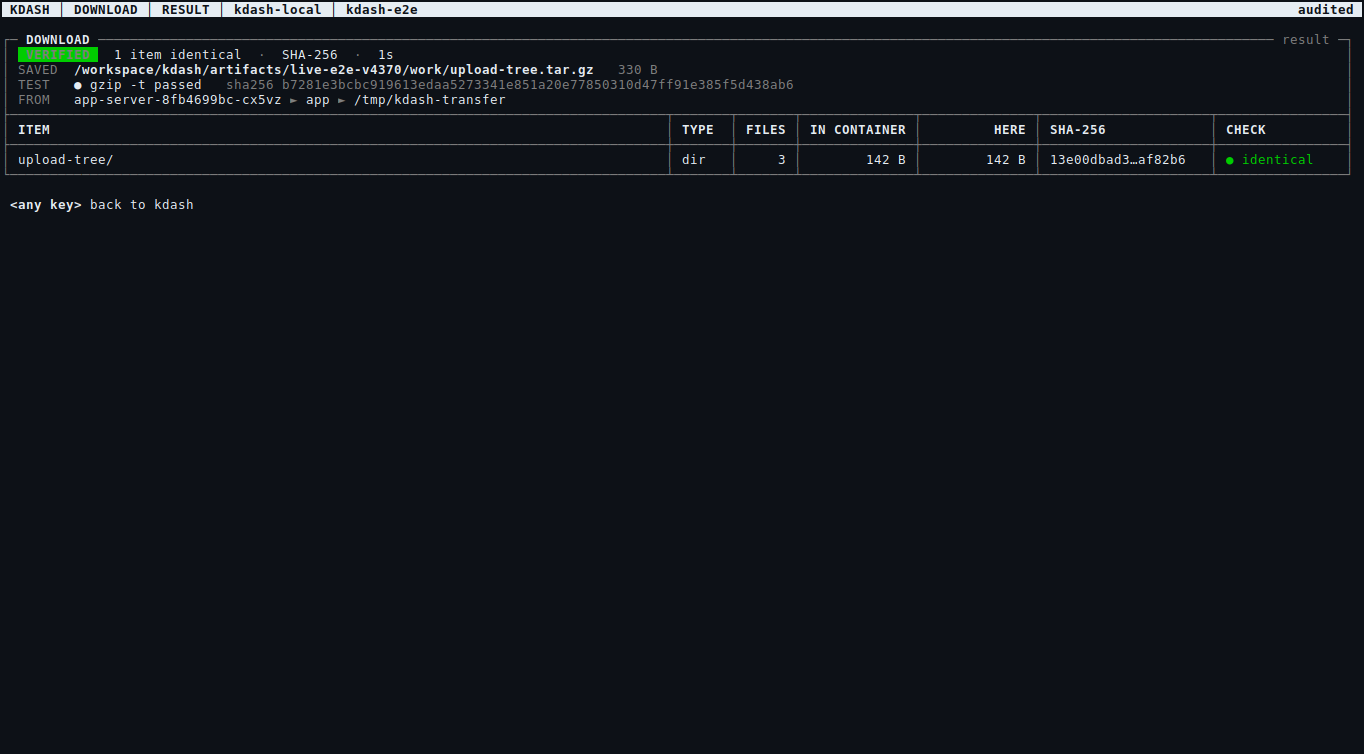 KDASH │ DOWNLOAD │ RESULT │ kdash-local │ kdash-e2e audited
DOWNLOAD result
VERIFIED 1 item identical · SHA-256 · 1s
SAVED /workspace/kdash/artifacts/live-e2e-v4370/work/upload-tree.tar.gz 330 B
TEST ● gzip -t passed sha256 b7281e3bcbc919613edaa5273341e851a20e77850310d47ff91e385f5d438ab6
FROM app-server-8fb4699bc-cx5vz ► app ► /tmp/kdash-transfer
ITEM │ TYPE │ FILES │ IN CONTAINER │ HERE │ SHA-256 │ CHECK
upload-tree/ │ dir │ 3 │ 142 B │ 142 B │ 13e00dbad3…af82b6 │ ● identical
<any key> back to kdash